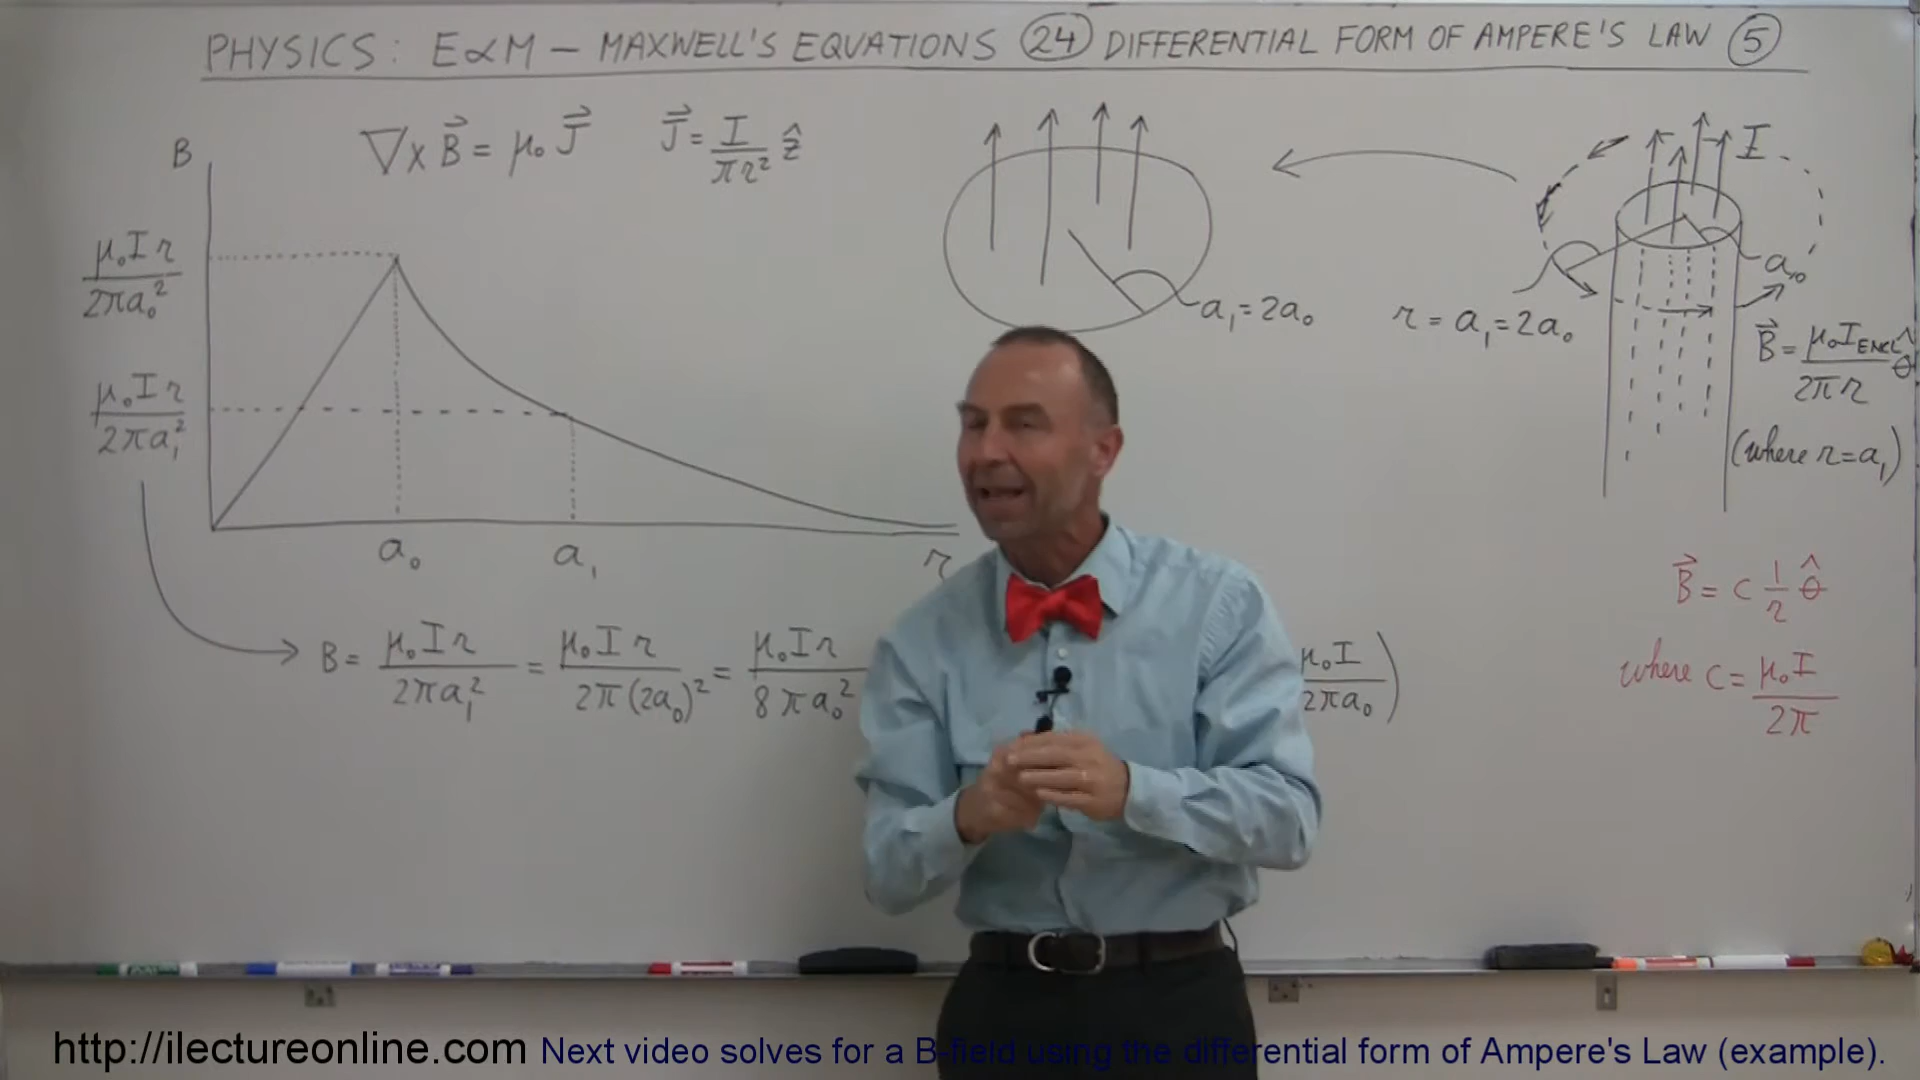 PHYSICS: E&M – MAXWELL'S EQUATIONS (24) DIFFERENTIAL FORM OF AMPERE'S LAW (5)
B
∇×B⃗ = μ₀ J⃗
J⃗ = I/πr² ẑ
I
μ₀Ir/2πa₀²
a₀
a₁=2a₀
r = a₁=2a₀
B⃗ = μ₀I_ENCL/2πr θ̂
(where r=a₁)
μ₀Ir/2πa₁²
a₀
a₁
r
B⃗ = c 1/r θ̂
where c = μ₀I/2π
B = μ₀Ir/2πa₁² = μ₀Ir/2π(2a₀)² = μ₀Ir/8πa₀²
μ₀I/2πa₀)
http://ilectureonline.com Next video solves for a B-field using the differential form of Ampere's Law (example).